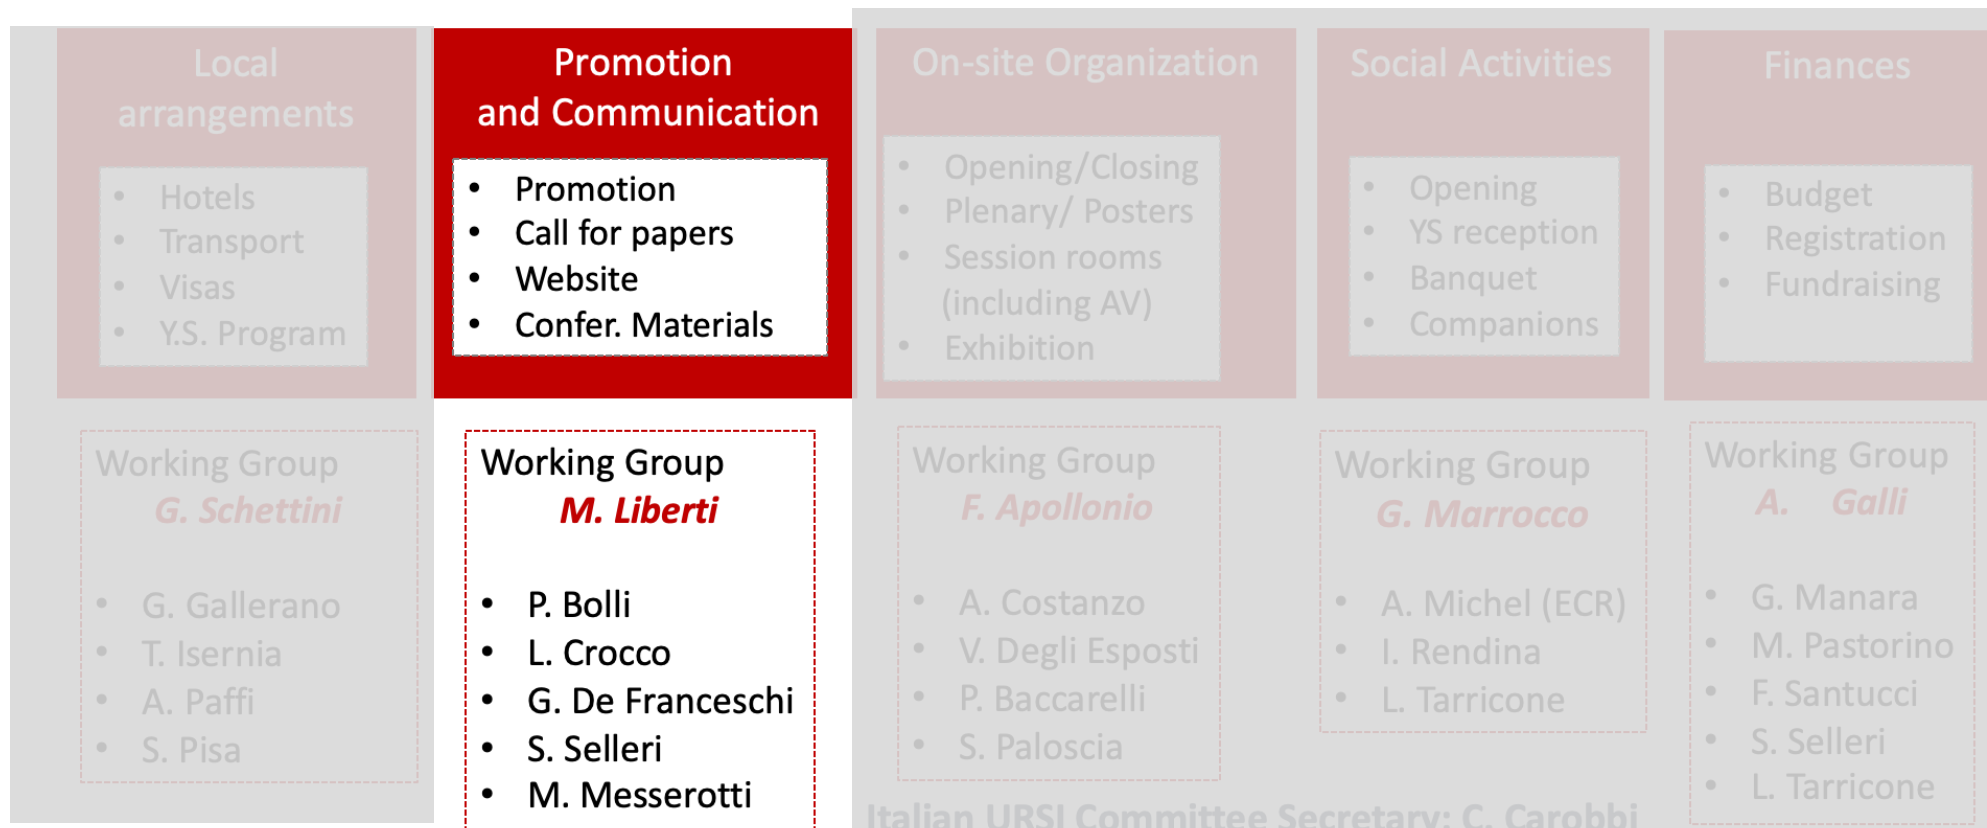 Local
arrangements
• Hotels
• Transport
• Visas
• Y.S. Program
Working Group
G. Schettini
• G. Gallerano
• T. Isernia
• A. Paffi
• S. Pisa
Promotion
and Communication
• Promotion
• Call for papers
• Website
• Confer. Materials
Working Group
M. Liberti
• P. Bolli
• L. Crocco
• G. De Franceschi
• S. Selleri
• M. Messerotti
On-site Organization
• Opening/Closing
• Plenary/ Posters
• Session rooms
(including AV)
• Exhibition
Working Group
F. Apollonio
• A. Costanzo
• V. Degli Esposti
• P. Baccarelli
• S. Paloscia
Social Activities
• Opening
• YS reception
• Banquet
• Companions
Working Group
G. Marrocco
• A. Michel (ECR)
• I. Rendina
• L. Tarricone
Finances
• Budget
• Registration
• Fundraising
Working Group
A. Galli
• G. Manara
• M. Pastorino
• F. Santucci
• S. Selleri
• L. Tarricone
Italian URSI Committee Secretary: C. Carobbi